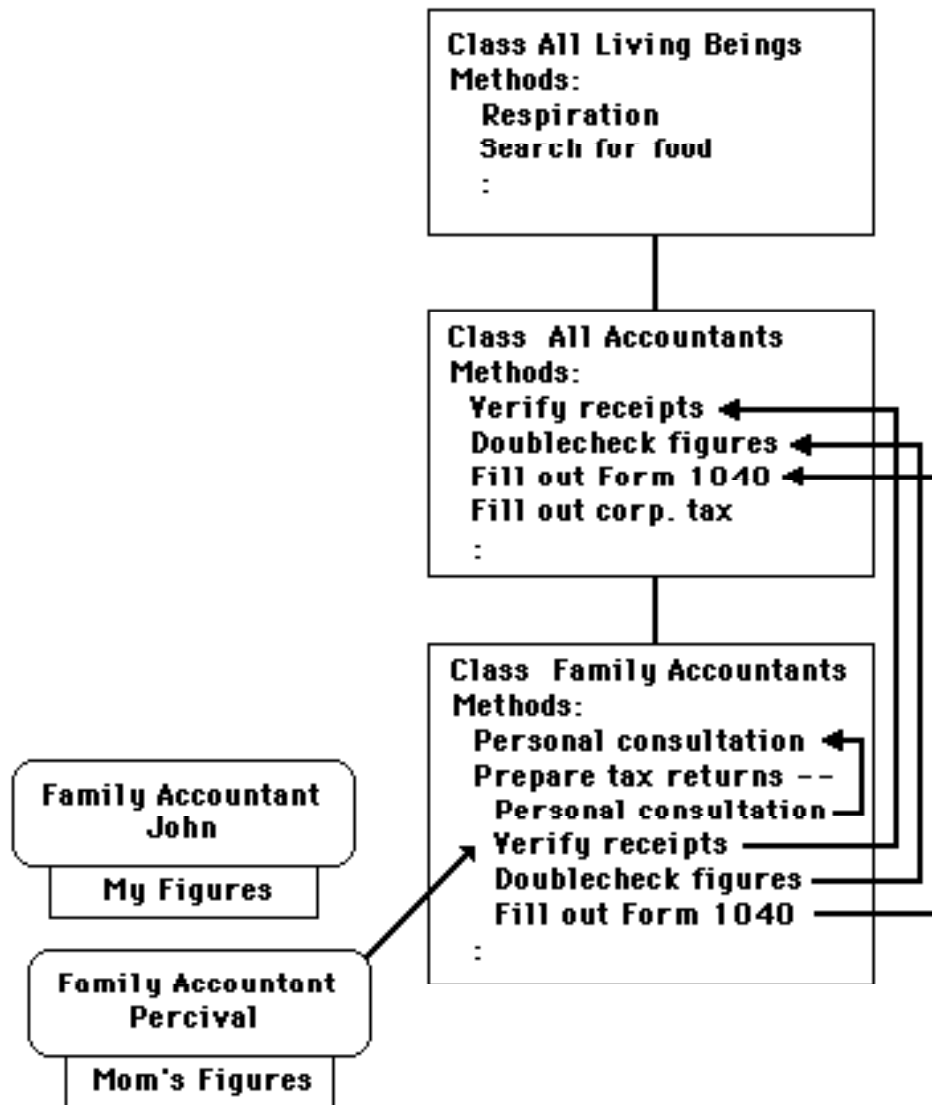 Class All Living Beings
Methods:
Respiration
Search for food
:
Class All Accountants
Methods:
Verify receipts
Doublecheck figures
Fill out Form 1040
Fill out corp. tax
:
Class Family Accountants
Methods:
Personal consultation
Prepare tax returns --
Personal consultation
Verify receipts
Doublecheck figures
Fill out Form 1040
:
Family Accountant
John
My Figures
Family Accountant
Percival
Mom's Figures